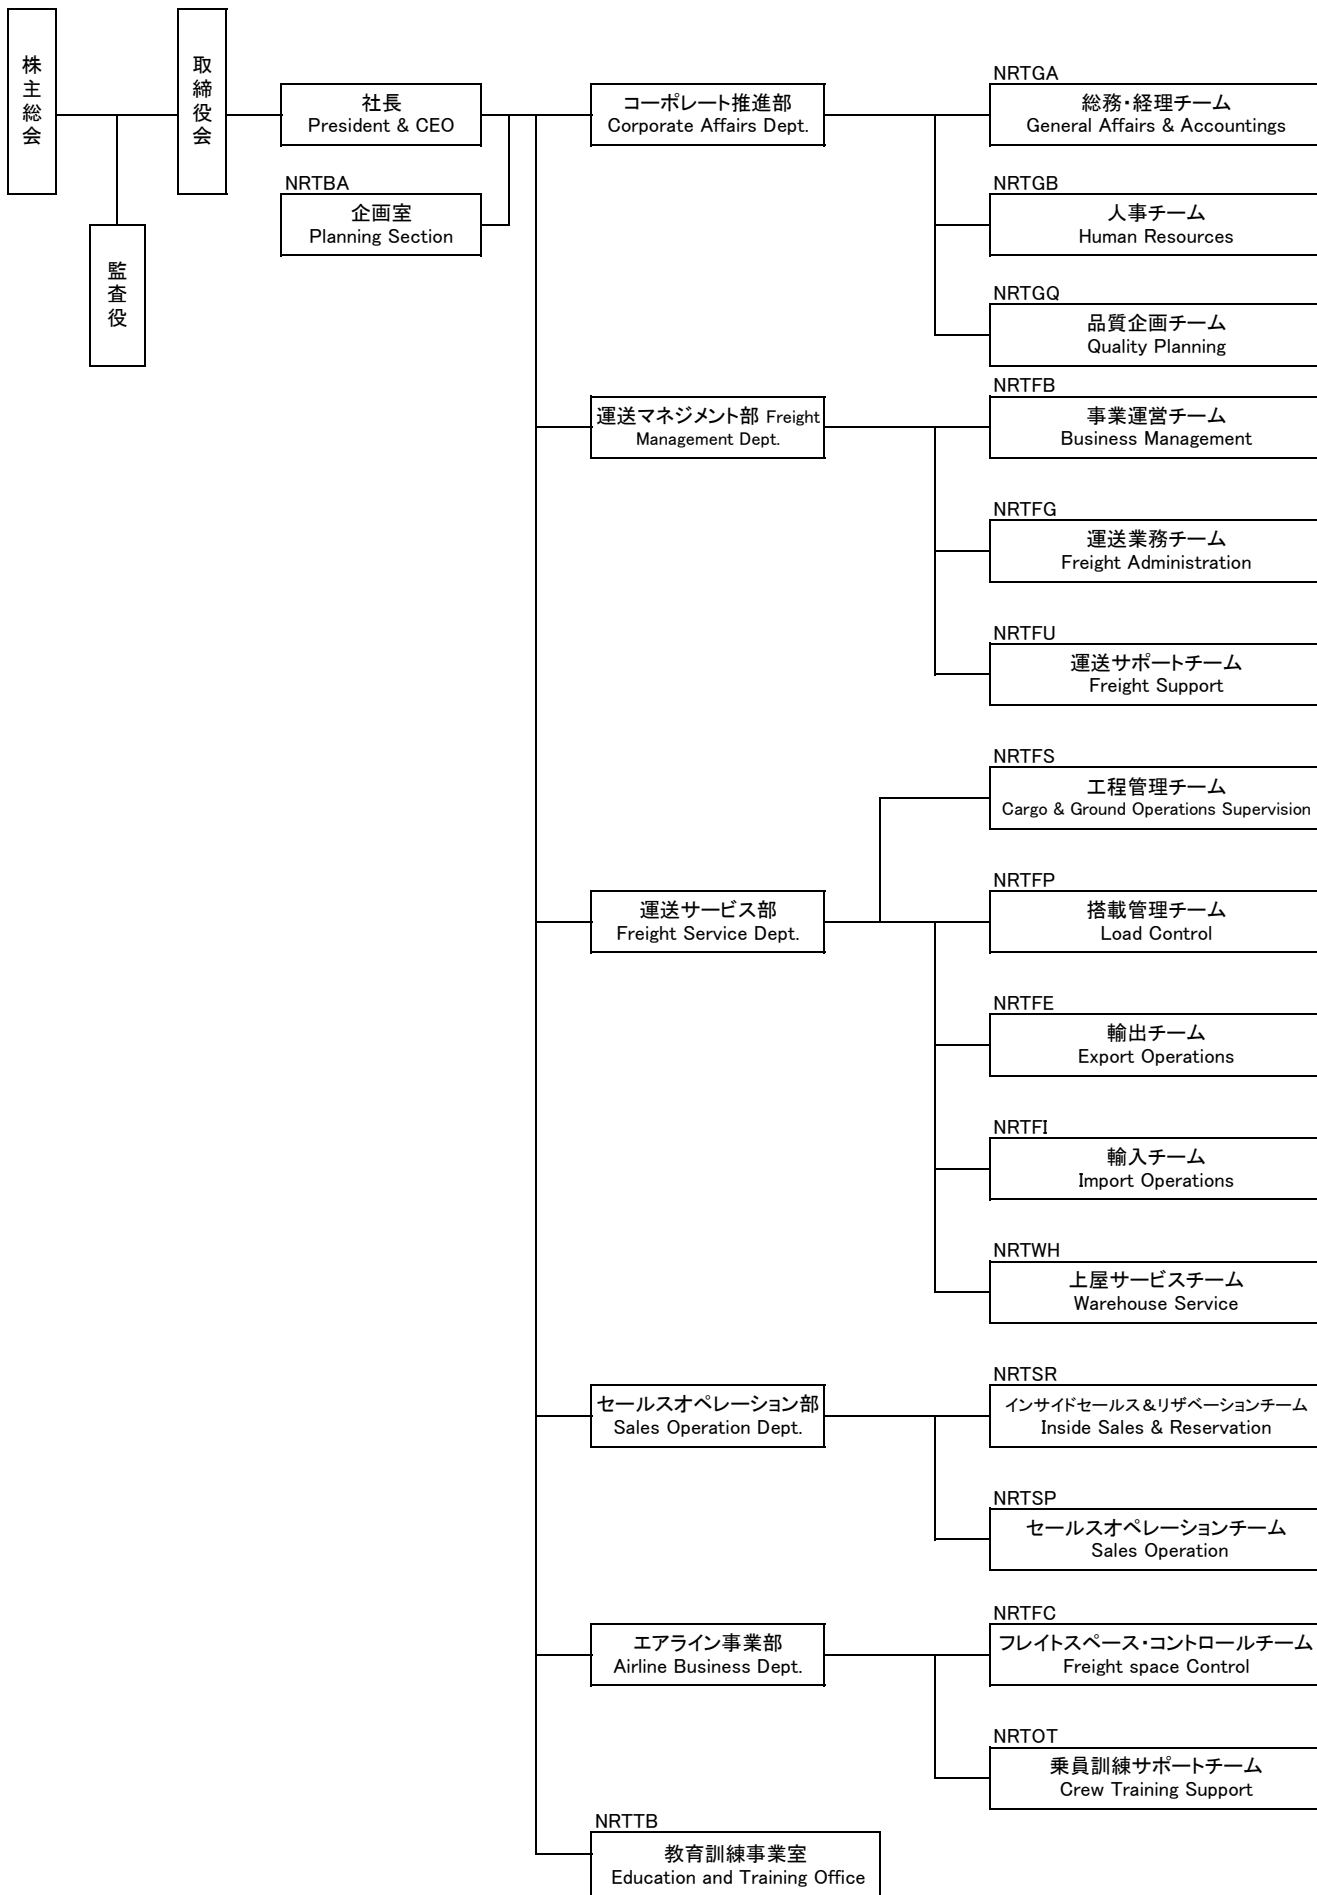 株主総会
取締役会
監査役
社長
President & CEO
NRTBA
企画室
Planning Section
コーポレート推進部
Corporate Affairs Dept.
NRTGA
総務・経理チーム
General Affairs & Accountings
NRTGB
人事チーム
Human Resources
NRTGQ
品質企画チーム
Quality Planning
運送マネジメント部 Freight
Management Dept.
NRTFB
事業運営チーム
Business Management
NRTFG
運送業務チーム
Freight Administration
NRTFU
運送サポートチーム
Freight Support
運送サービス部
Freight Service Dept.
NRTFS
工程管理チーム
Cargo & Ground Operations Supervision
NRTFP
搭載管理チーム
Load Control
NRTFE
輸出チーム
Export Operations
NRTFI
輸入チーム
Import Operations
NRTWH
上屋サービスチーム
Warehouse Service
セールスオペレーション部
Sales Operation Dept.
NRTSR
インサイドセールス＆リザベーションチーム
Inside Sales & Reservation
NRTSP
セールスオペレーションチーム
Sales Operation
エアライン事業部
Airline Business Dept.
NRTFC
フレイトスペース・コントロールチーム
Freight space Control
NRTOT
乗員訓練サポートチーム
Crew Training Support
NRTTB
教育訓練事業室
Education and Training Office